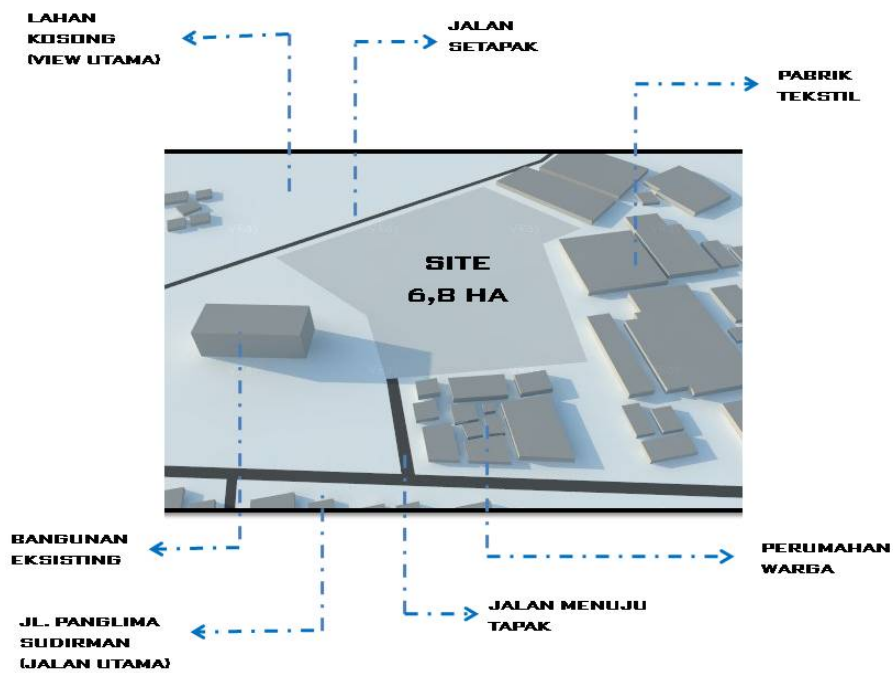 LAHAN
KOSONG
(VIEW UTAMA)
JALAN
SETAPAK
PABRIK
TEKSTIL
SITE
6,8 HA
BANGUNAN
EKSISTING
PERUMAHAN
WARGA
JL. PANGLIMA
SUDIRMAN
(JALAN UTAMA)
JALAN MENUJU
TAPAK